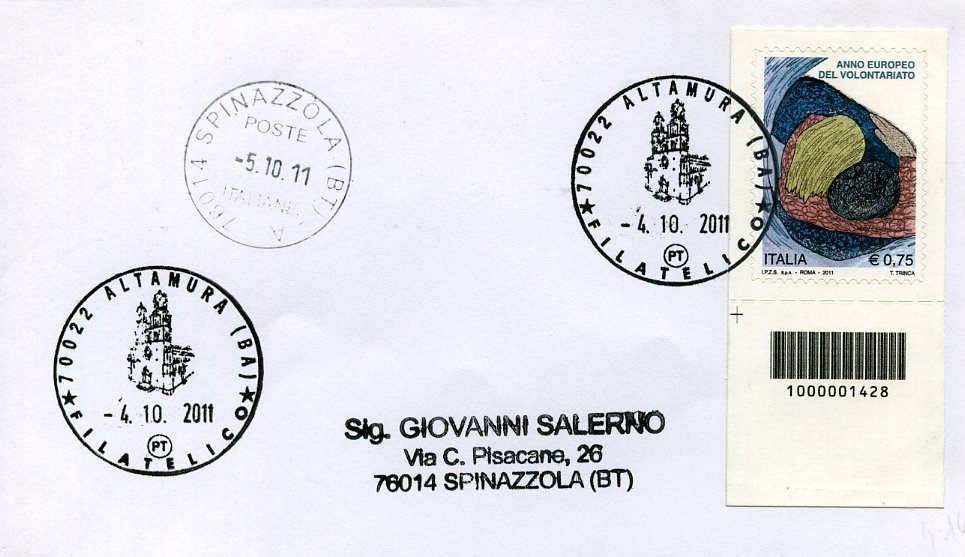 76014 SPINAZZOLA (BT) A
POSTE
-5.10.11
ITALIANE
70022 ALTAMURA (BA)
- 4. 10. 2011
PT
★ FILATELICO ★
ANNO EUROPEO
DEL VOLONTARIATO
ITALIA € 0,75
I.P.Z.S. S.p.A. - ROMA - 2011 T. TRINCA
1000001428
70022 ALTAMURA (BA)
- 4. 10. 2011
PT
★ FILATELICO ★
Sig. GIOVANNI SALERNO
Via C. Pisacane, 26
76014 SPINAZZOLA (BT)